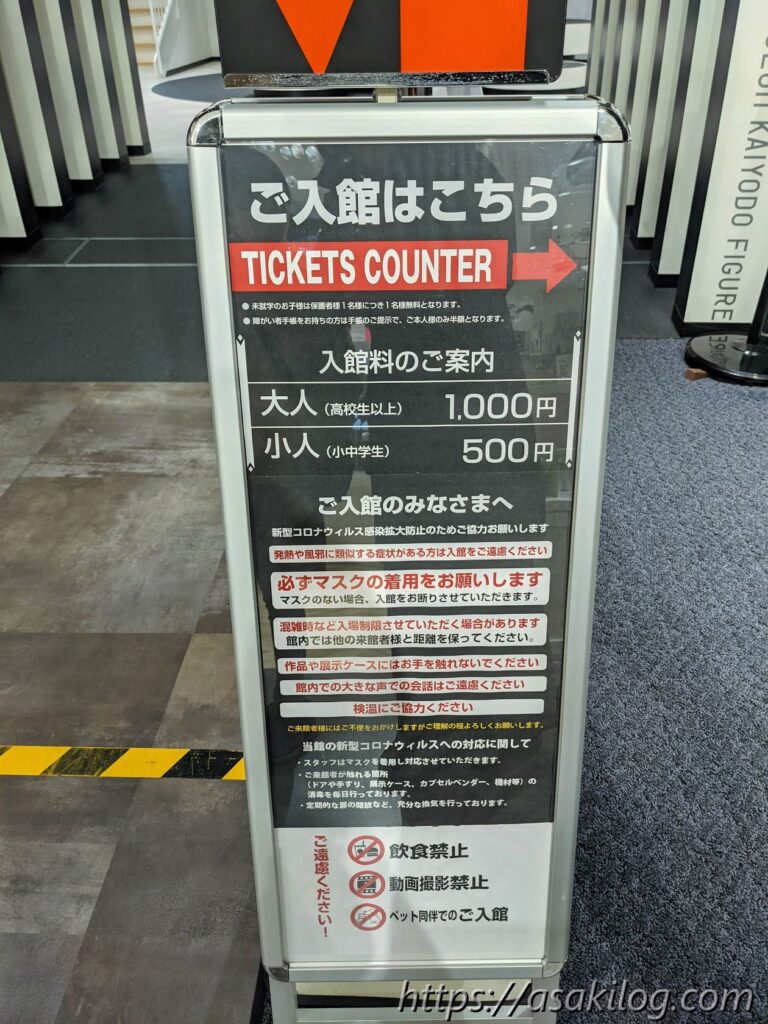 ご入館はこちら
TICKETS COUNTER
● 未就学のお子様は保護者様1名様につき1名様無料となります。
● 障がい者手帳をお持ちの方は手帳のご提示で、ご本人様のみ半額となります。
入館料のご案内
大人(高校生以上) 1,000円
小人(小中学生) 500円
ご入館のみなさまへ
新型コロナウィルス感染拡大防止のためご協力お願いします
発熱や風邪に類似する症状がある方は入館をご遠慮ください
必ずマスクの着用をお願いします
マスクのない場合、入館をお断りさせていただきます。
混雑時など入場制限させていただく場合があります
館内では他の来館者様と距離を保ってください。
作品や展示ケースにはお手を触れないでください
館内での大きな声での会話はご遠慮ください
検温にご協力ください
ご来館者様にはご不便をおかけしますがご理解の程よろしくお願いします。
当館の新型コロナウィルスへの対応に関して
・スタッフはマスクを着用し対応させていただきます。
・ご来館者が触れる箇所
(ドアや手すり、展示ケース、カプセルベンダー、機材等)の
消毒を毎日行っております。
・定期的な扉の開放など、充分な換気を行っております。
ご遠慮ください!
飲食禁止
動画撮影禁止
ペット同伴でのご入館
KAIYODO FIGURE
https://asakilog.com